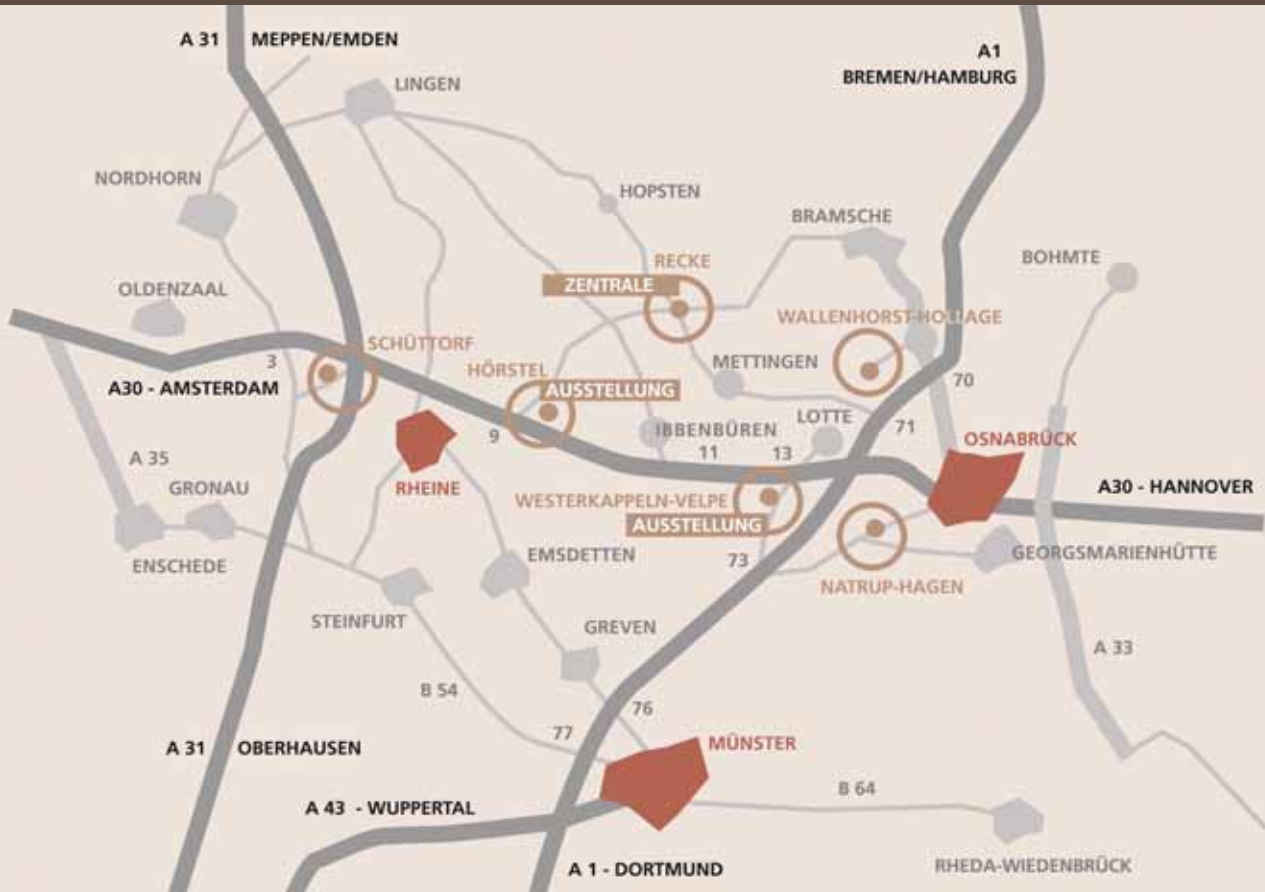 A 31 MEPPEN/EMDEN
A1
BREMEN/HAMBURG
LINGEN
NORDHORN
HOPSTEN
BRAMSCHE
BOHMTE
RECKE
ZENTRALE
OLDENZAAL
WALLENHORST-HOLLAGE
SCHÜTTORF
3
HÖRSTEL
METTINGEN
A30 - AMSTERDAM
AUSSTELLUNG
70
LOTTE
71
9
IBBENBÜREN
11
13
OSNABRÜCK
A 35
GRONAU
RHEINE
WESTERKAPPELN-VELPE
AUSSTELLUNG
A30 - HANNOVER
ENSCHEDE
EMSDETTEN
73
GEORGSMARIENHÜTTE
NATRUP-HAGEN
STEINFURT
GREVEN
A 33
B 54
76
77
MÜNSTER
A 31 OBERHAUSEN
B 64
A 43 - WUPPERTAL
A 1 - DORTMUND
RHEDA-WIEDENBRÜCK